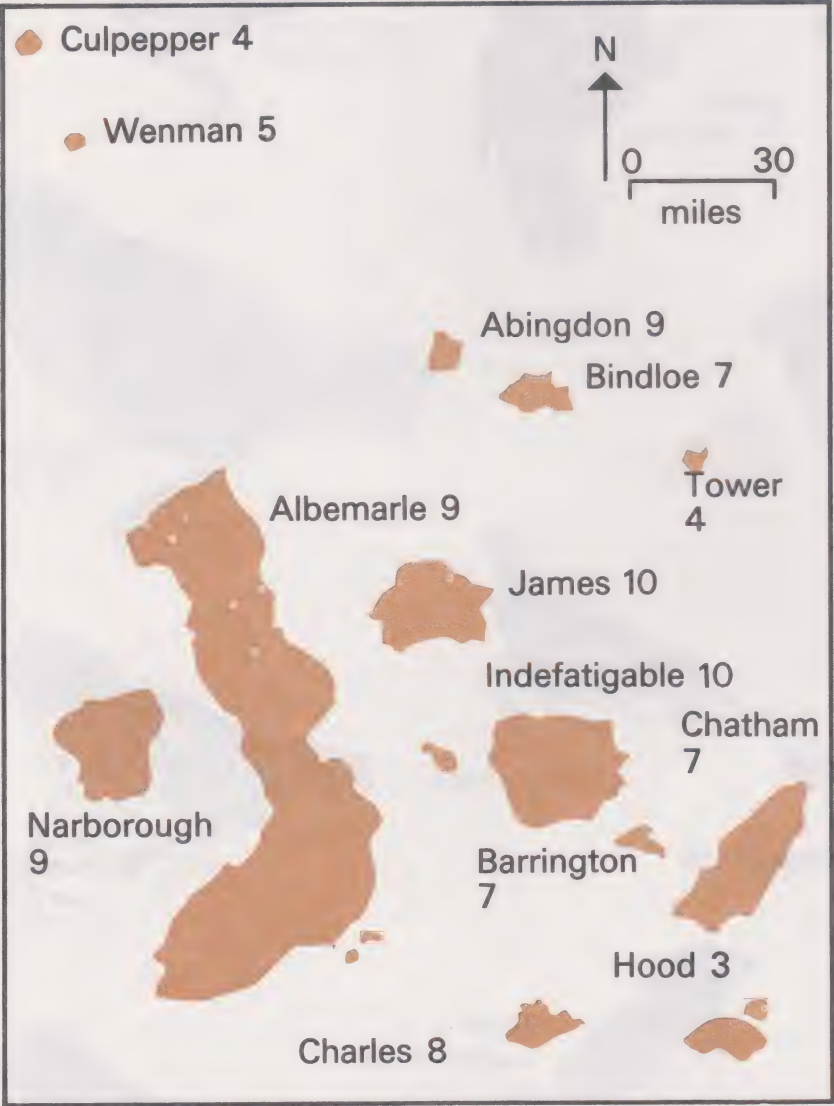 Culpepper 4
Wenman 5
N
0 30
miles
Abingdon 9
Bindloe 7
Tower
4
Albemarle 9
James 10
Indefatigable 10
Chatham
7
Narborough
9
Barrington
7
Hood 3
Charles 8